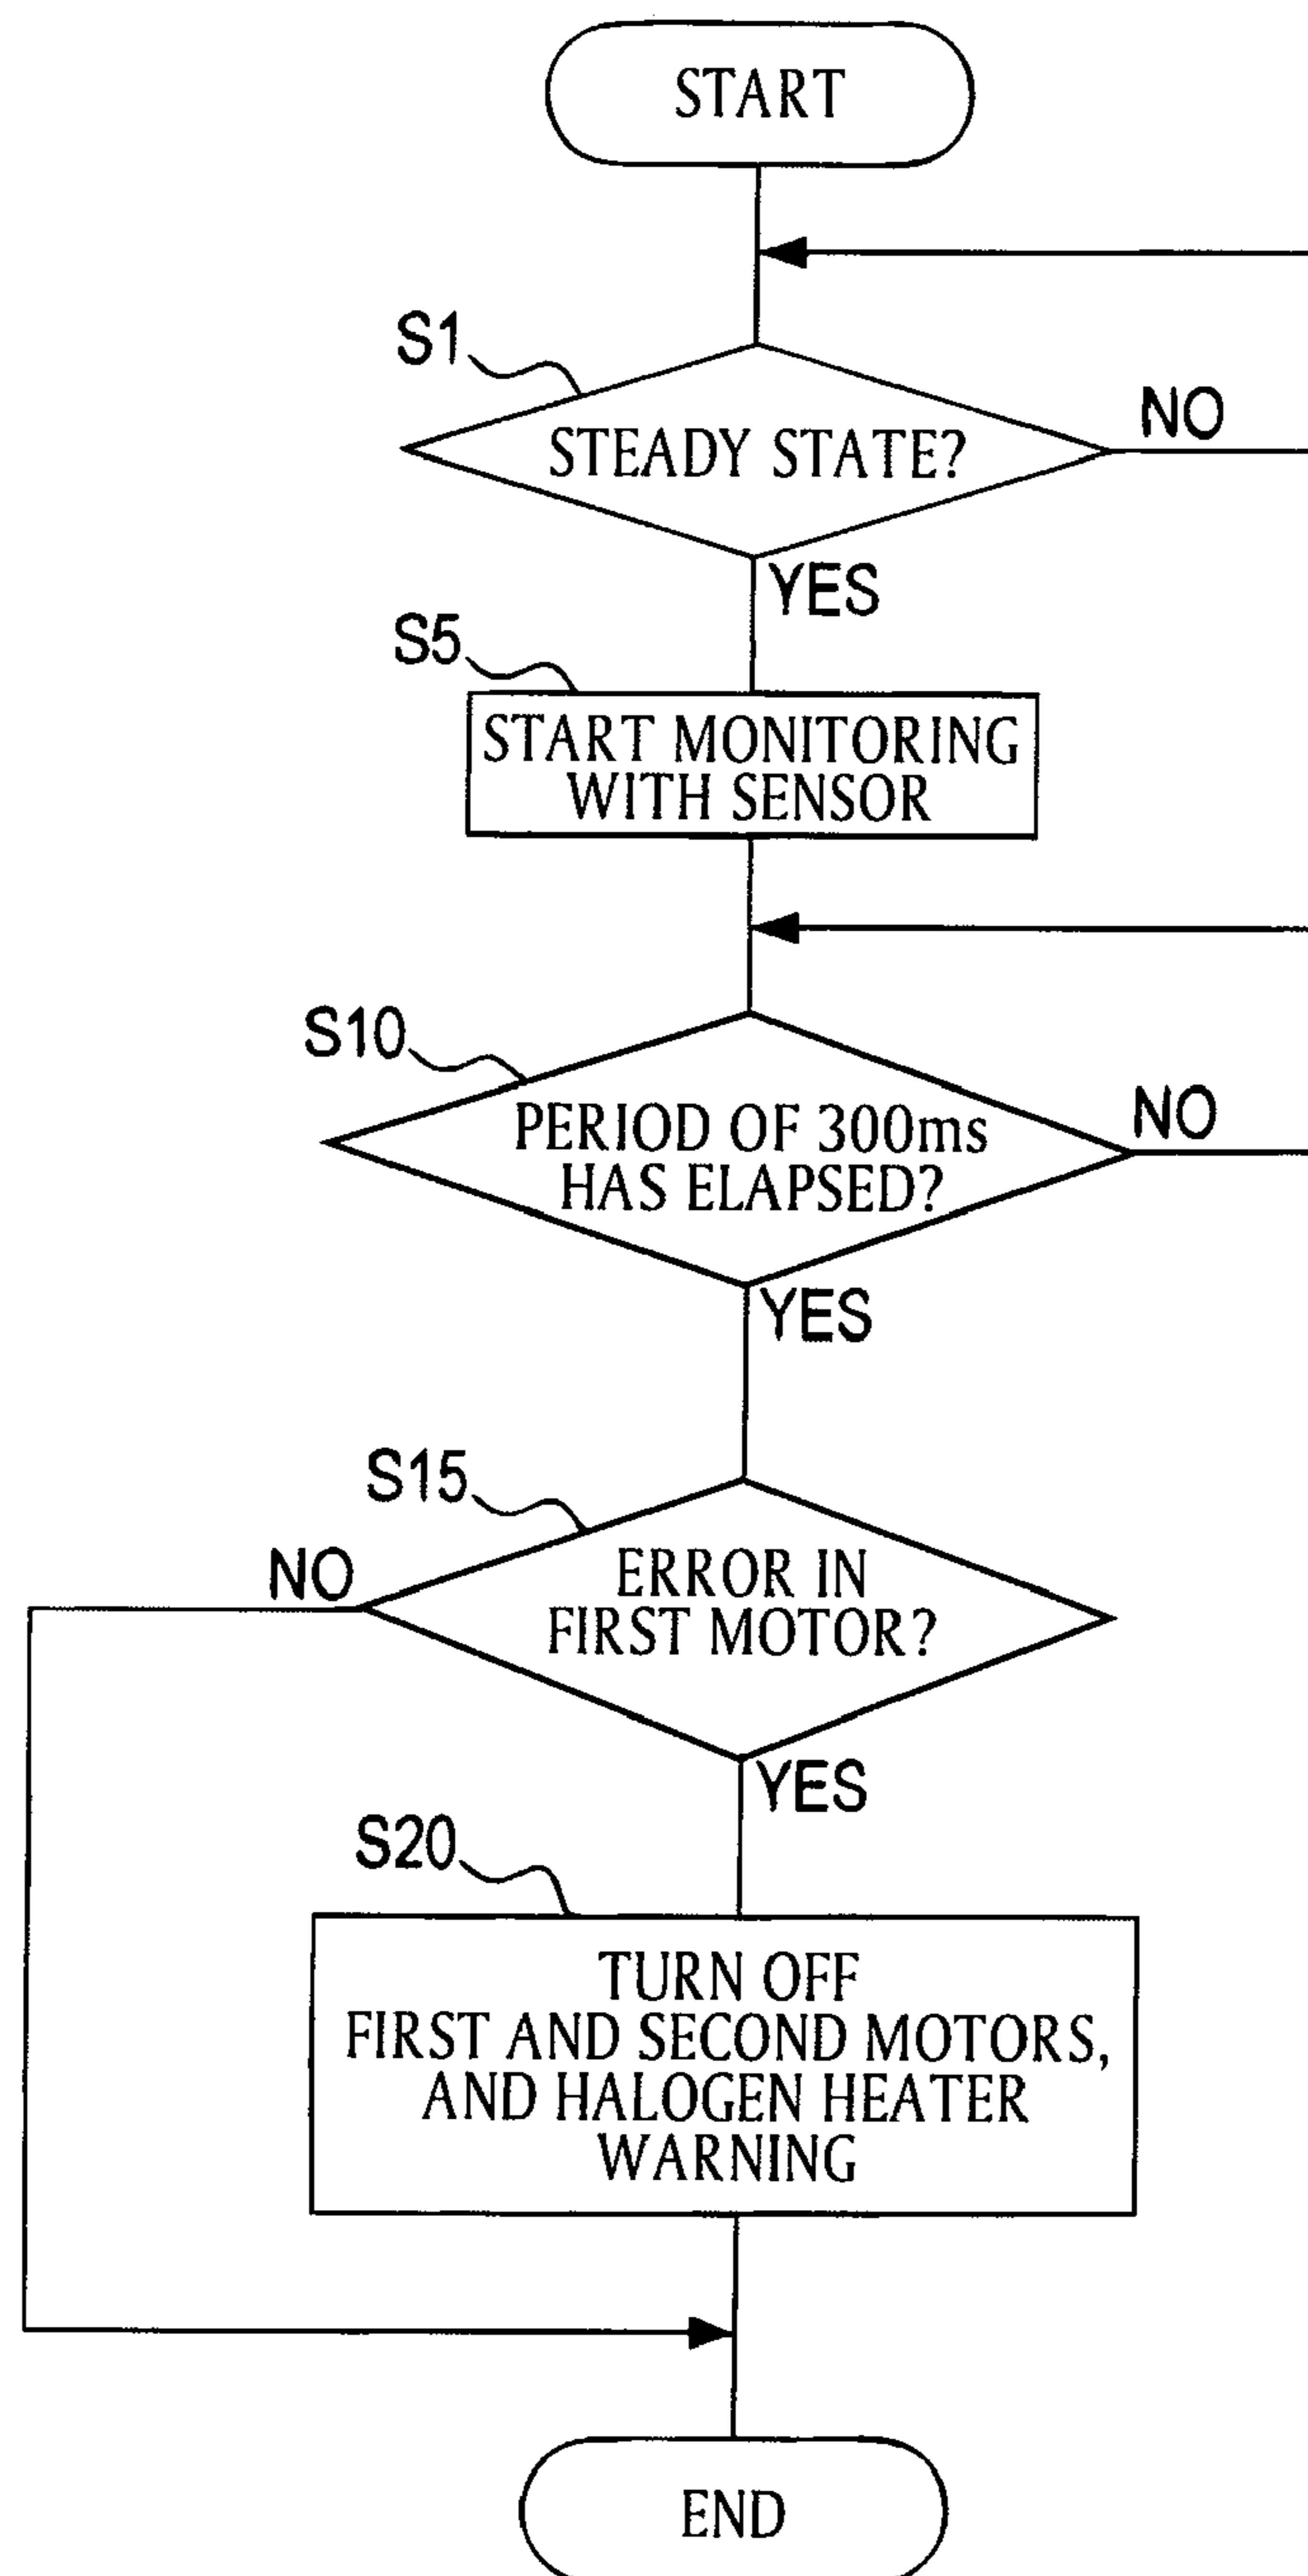 START
S1
STEADY STATE?
NO
YES
S5
START MONITORING
WITH SENSOR
S10
PERIOD OF 300ms
HAS ELAPSED?
NO
YES
S15
NO
ERROR IN
FIRST MOTOR?
YES
S20
TURN OFF
FIRST AND SECOND MOTORS,
AND HALOGEN HEATER
WARNING
END